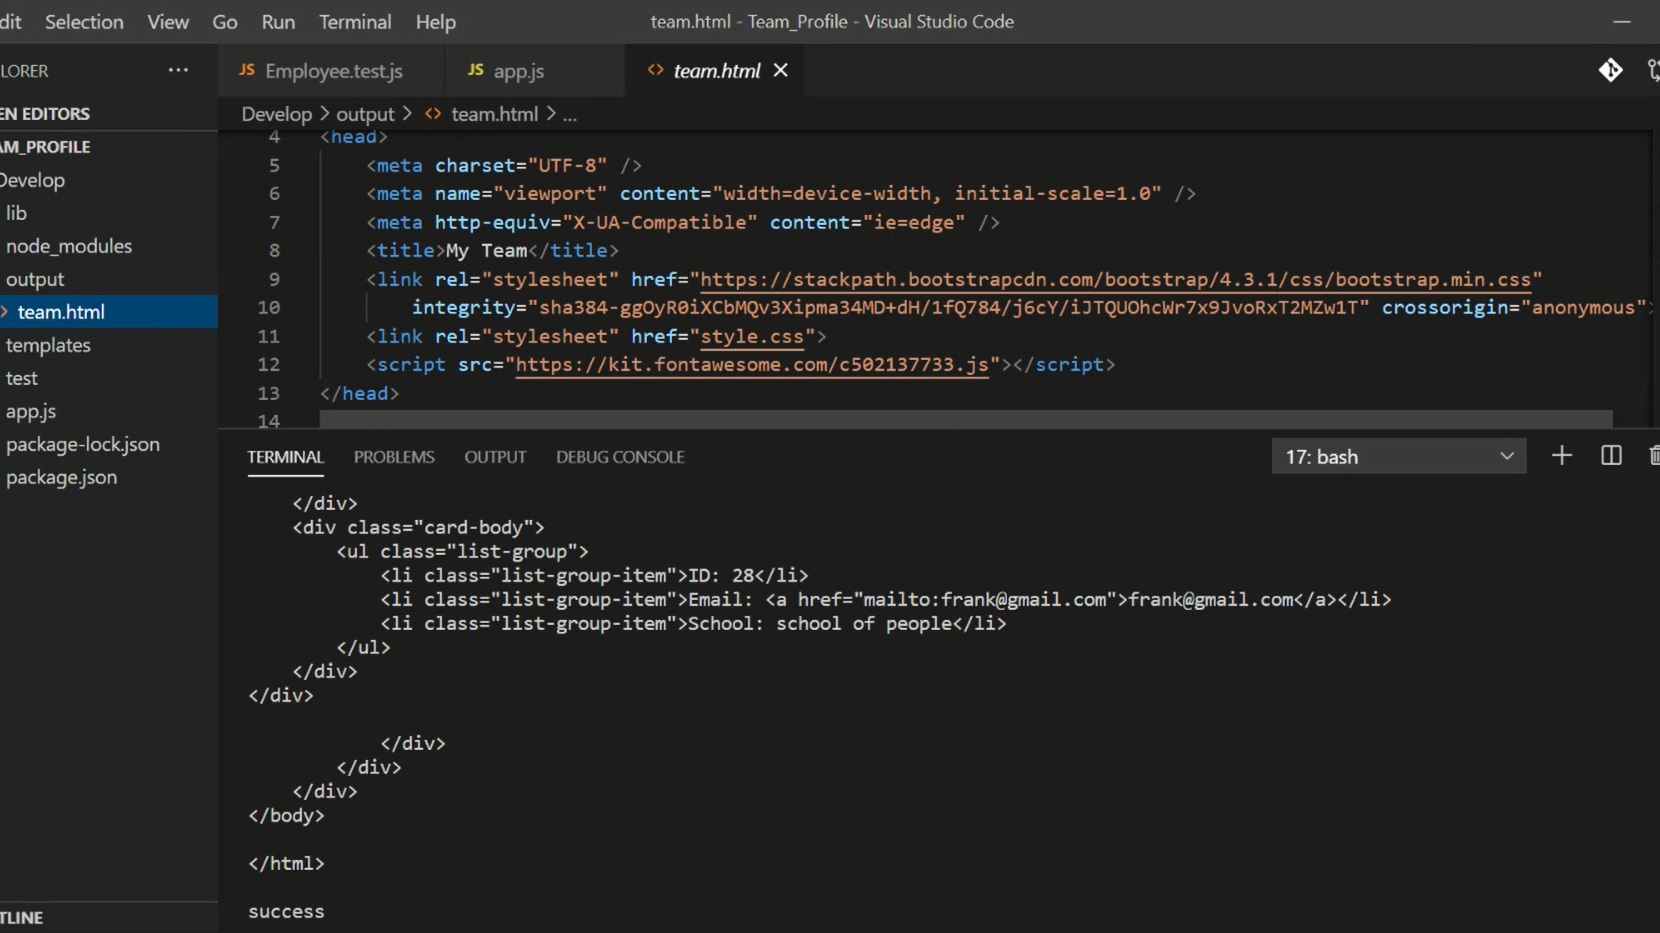 dit Selection View Go Run Terminal Help team.html - Team_Profile - Visual Studio Code
LORER ... JS Employee.test.js JS app.js <> team.html
EN EDITORS
Develop > output > <> team.html > ...
AM_PROFILE
Develop
lib
node_modules
output
team.html
templates
test
app.js
package-lock.json
package.json
TLINE
4 <head>
5 <meta charset="UTF-8" />
6 <meta name="viewport" content="width=device-width, initial-scale=1.0" />
7 <meta http-equiv="X-UA-Compatible" content="ie=edge" />
8 <title>My Team</title>
9 <link rel="stylesheet" href="https://stackpath.bootstrapcdn.com/bootstrap/4.3.1/css/bootstrap.min.css"
10 integrity="sha384-ggOyR0iXCbMQv3Xipma34MD+dH/1fQ784/j6cY/iJTQUOhcWr7x9JvoRxT2MZw1T" crossorigin="anonymous">
11 <link rel="stylesheet" href="style.css">
12 <script src="https://kit.fontawesome.com/c502137733.js"></script>
13 </head>
14
TERMINAL PROBLEMS OUTPUT DEBUG CONSOLE 17: bash
</div>
<div class="card-body">
<ul class="list-group">
<li class="list-group-item">ID: 28</li>
<li class="list-group-item">Email: <a href="mailto:frank@gmail.com">frank@gmail.com</a></li>
<li class="list-group-item">School: school of people</li>
</ul>
</div>
</div>
</div>
</div>
</div>
</body>
</html>
success